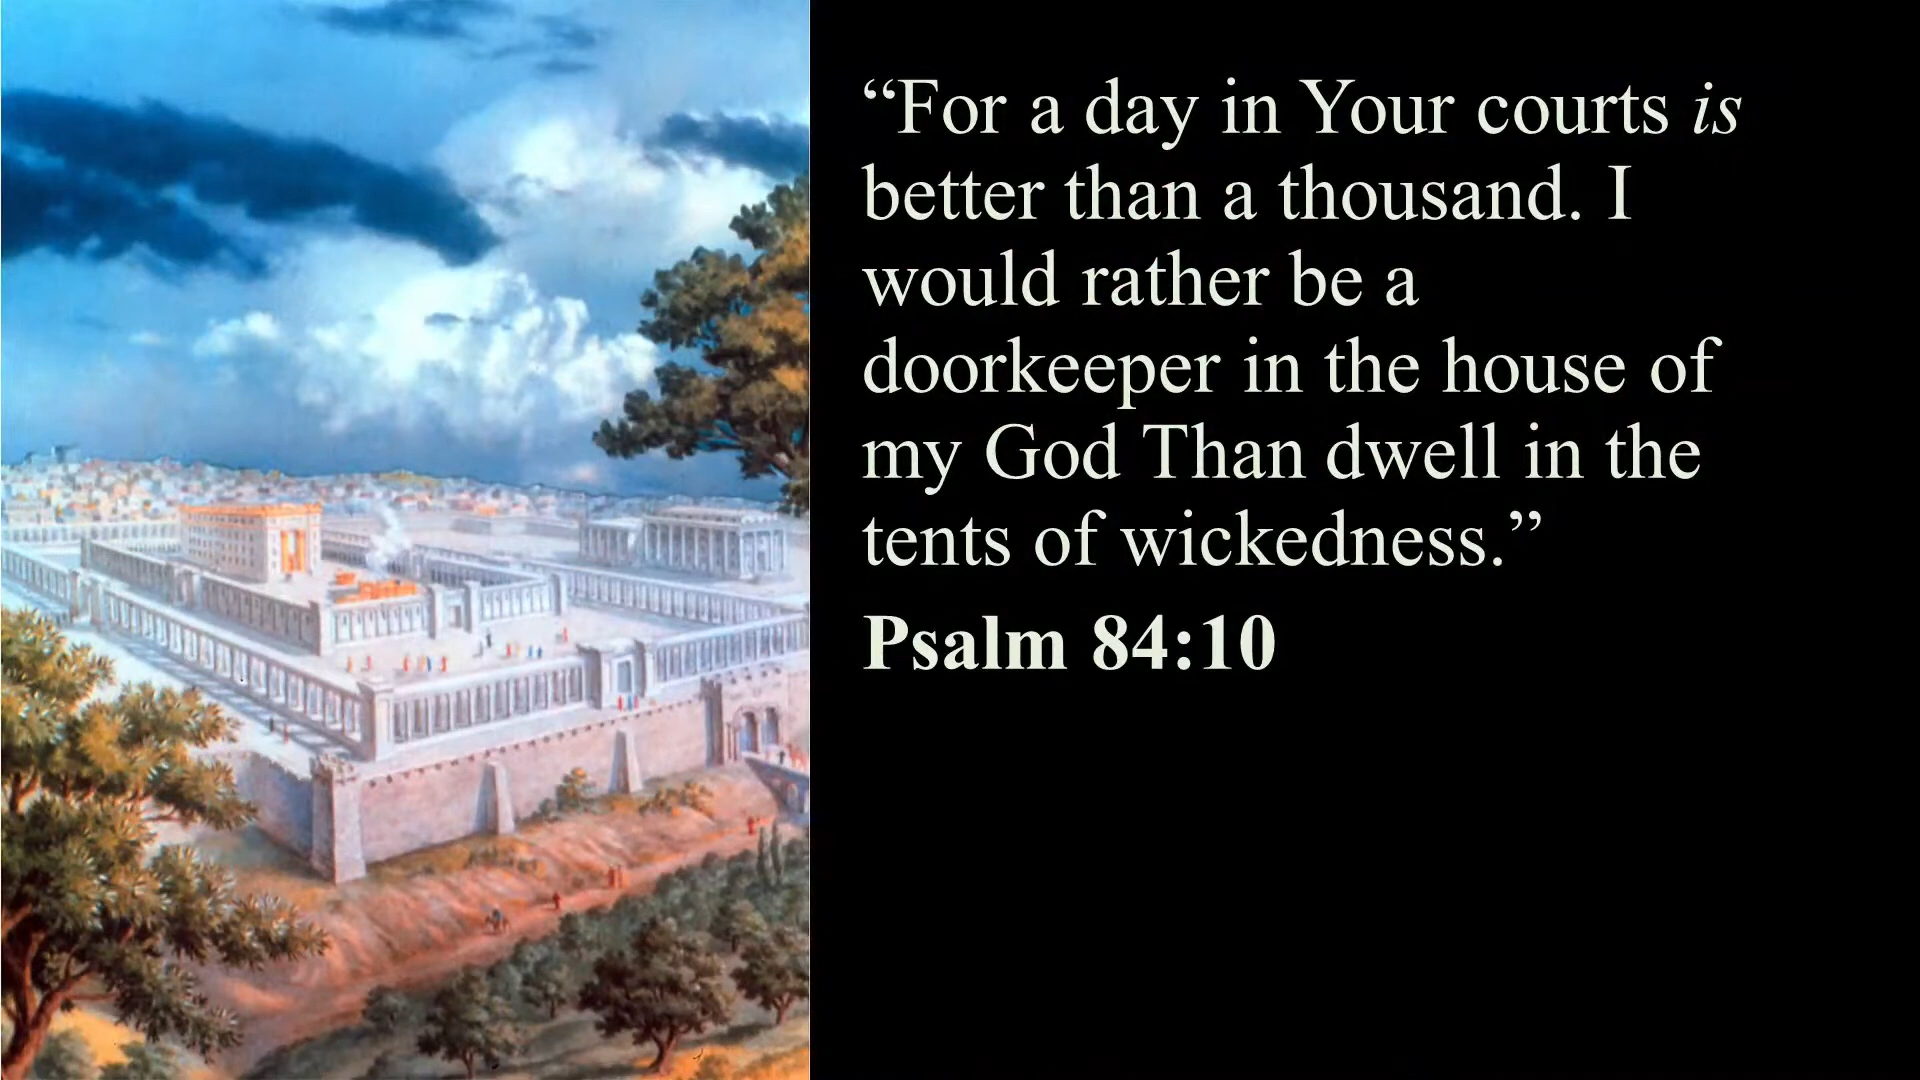 “For a day in Your courts is
better than a thousand. I
would rather be a
doorkeeper in the house of
my God Than dwell in the
tents of wickedness.”
Psalm 84:10